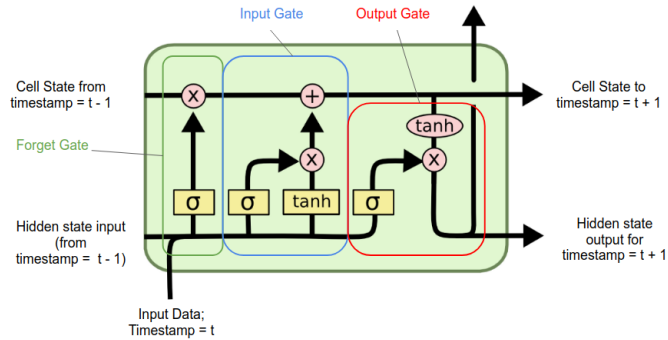 Input Gate
Output Gate
Cell State from
timestamp = t - 1
x
+
Cell State to
timestamp = t + 1
tanh
Forget Gate
x
x
σ
σ
tanh
σ
Hidden state input
(from
timestamp = t - 1)
Hidden state
output for
timestamp = t + 1
Input Data;
Timestamp = t